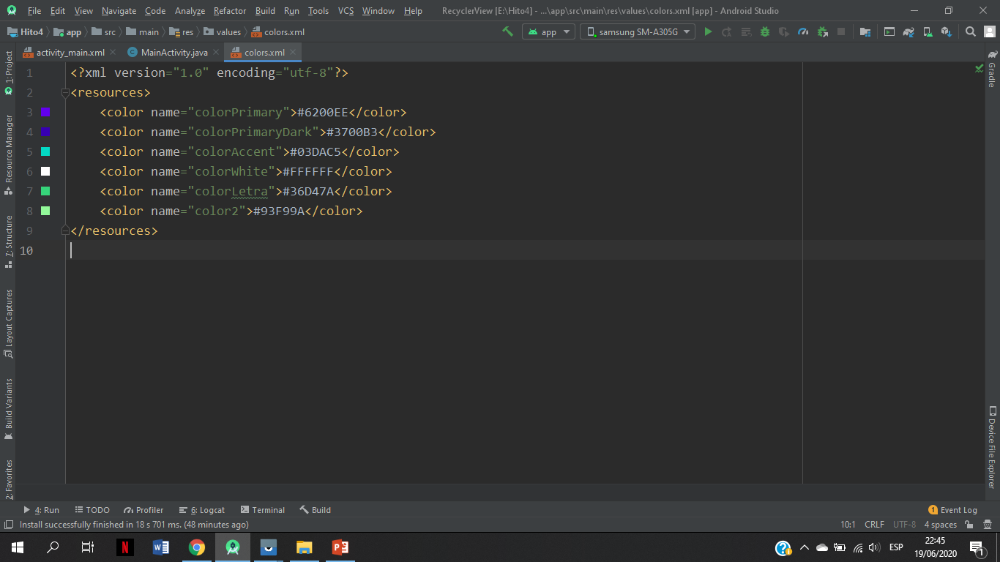 File Edit View Navigate Code Analyze Refactor Build Run Tools VCS Window Help RecyclerView [E:\Hito4] - ...\app\src\main\res\values\colors.xml [app] - Android Studio
Hito4 app src main res values colors.xml app samsung SM-A305G
activity_main.xml MainActivity.java colors.xml
1 <?xml version="1.0" encoding="utf-8"?>
2 <resources>
3 <color name="colorPrimary">#6200EE</color>
4 <color name="colorPrimaryDark">#3700B3</color>
5 <color name="colorAccent">#03DAC5</color>
6 <color name="colorWhite">#FFFFFF</color>
7 <color name="colorLetra">#36D47A</color>
8 <color name="color2">#93F99A</color>
9 </resources>
10
1: Project
Resource Manager
7: Structure
Layout Captures
Build Variants
2: Favorites
Gradle
Device File Explorer
4: Run TODO Profiler 6: Logcat Terminal Build 1 Event Log
Install successfully finished in 18 s 701 ms. (48 minutes ago) 10:1 CRLF UTF-8 4 spaces
N W P ? ESP 22:45
19/06/2020 1